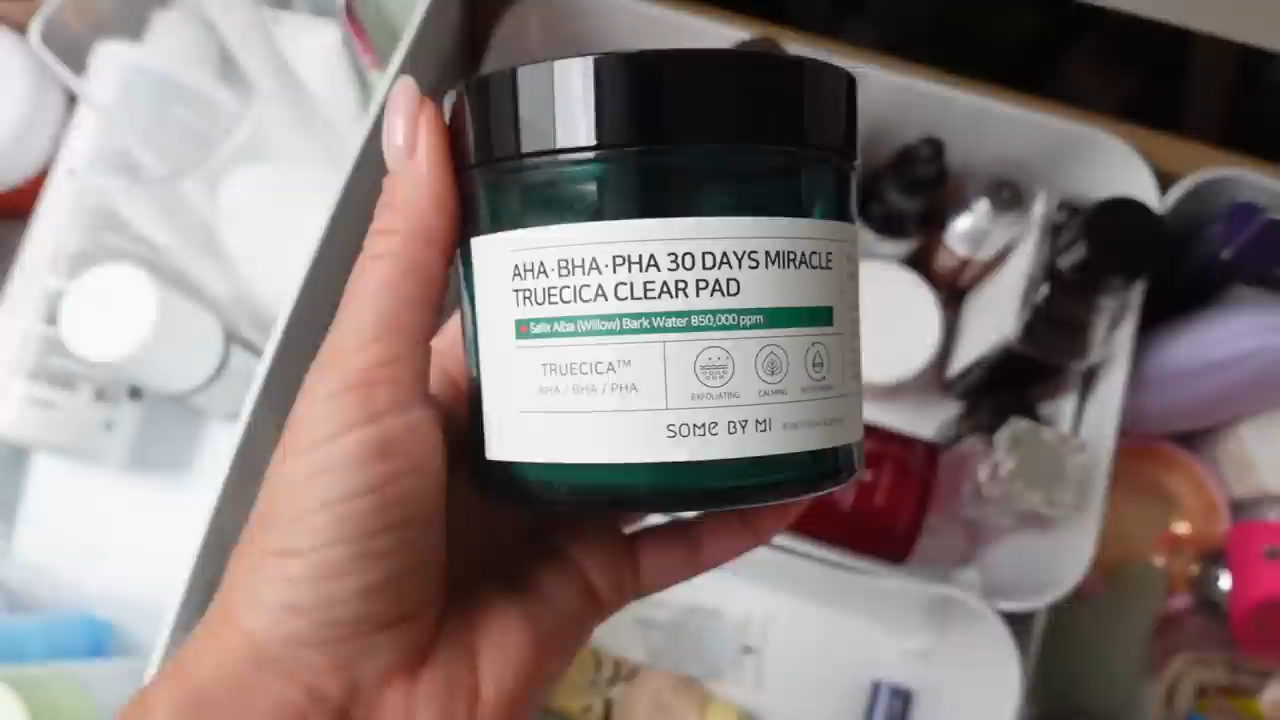 AHA·BHA·PHA 30 DAYS MIRACLE
TRUECICA CLEAR PAD
Salix Alba (Willow) Bark Water 850,000 ppm
TRUECICA™
AHA / BHA / PHA
EXFOLIATING
CALMING
SOME BY MI